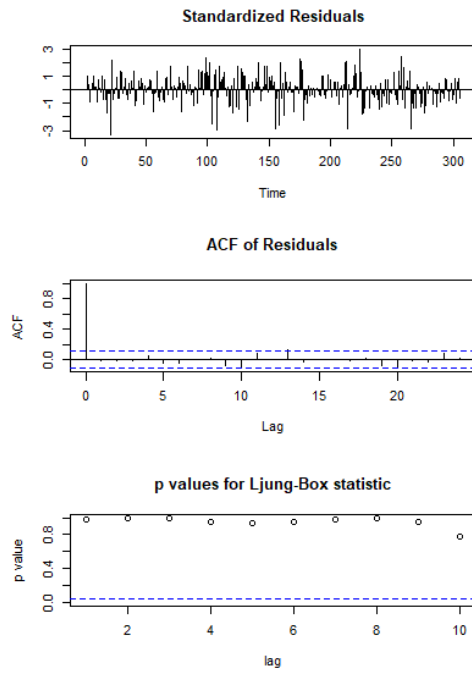 Standardized Residuals
3
1
-1
-3
0 50 100 150 200 250 300
Time
ACF of Residuals
ACF
0.8
0.4
0.0
0 5 10 15 20
Lag
p values for Ljung-Box statistic
p value
0.8
0.4
0.0
2 4 6 8 10
lag